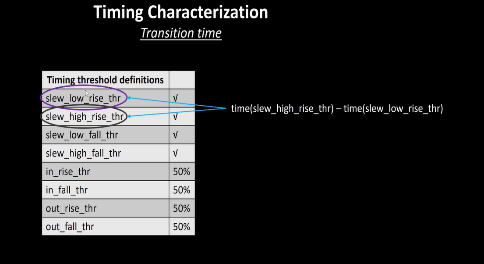 Timing Characterization
Transition time
Timing threshold definitions
slew_low_rise_thr √
slew_high_rise_thr √
slew_low_fall_thr √
slew_high_fall_thr √
in_rise_thr 50%
in_fall_thr 50%
out_rise_thr 50%
out_fall_thr 50%
time(slew_high_rise_thr) – time(slew_low_rise_thr)